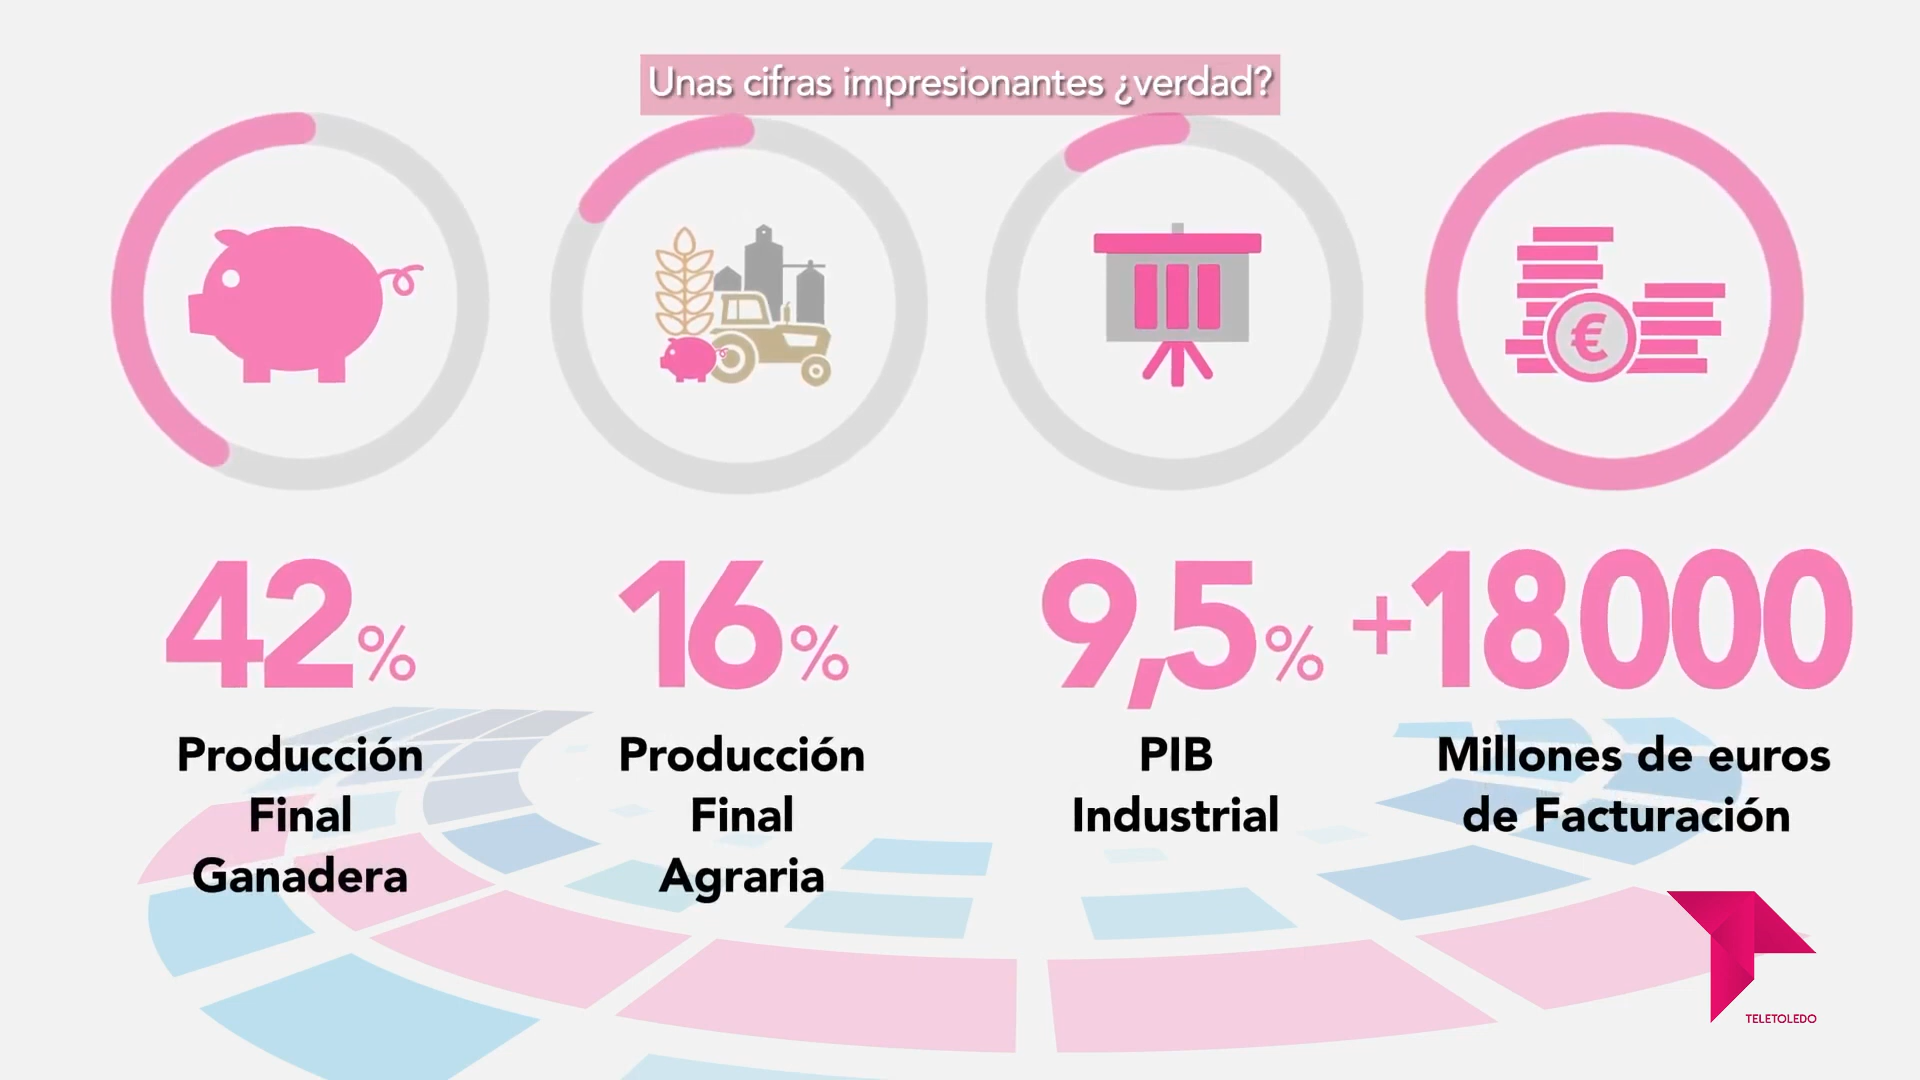 Unas cifras impresionantes ¿verdad?
€
42%
Producción
Final
Ganadera
16%
Producción
Final
Agraria
9,5%
PIB
Industrial
+18000
Millones de euros
de Facturación
TELETOLEDO